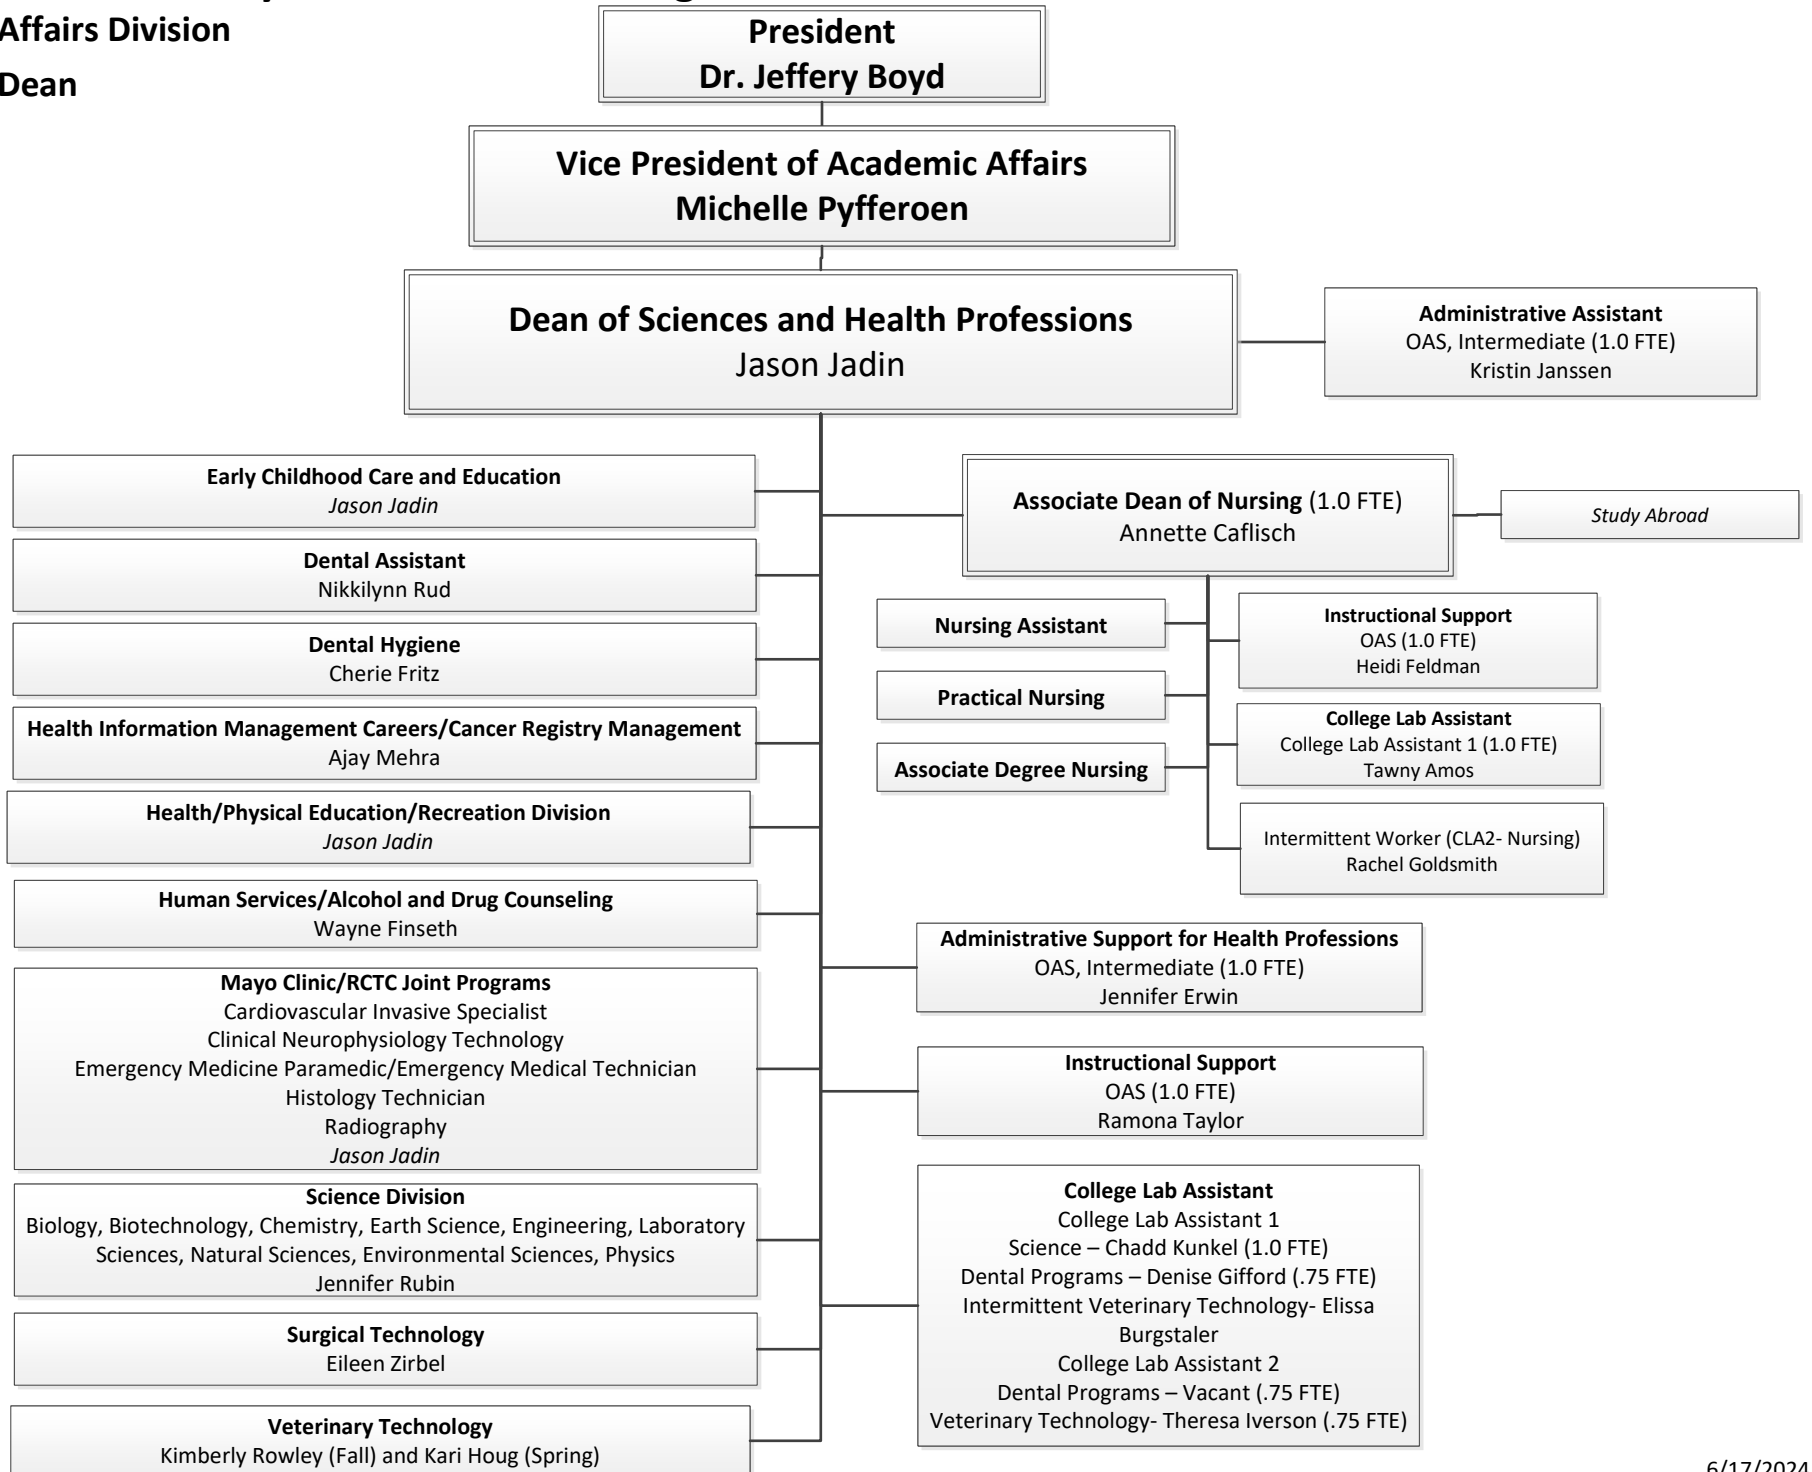 Affairs Division
Dean
President
Dr. Jeffery Boyd
Vice President of Academic Affairs
Michelle Pyfferoen
Dean of Sciences and Health Professions
Jason Jadin
Administrative Assistant
OAS, Intermediate (1.0 FTE)
Kristin Janssen
Early Childhood Care and Education
Jason Jadin
Dental Assistant
Nikkilynn Rud
Dental Hygiene
Cherie Fritz
Health Information Management Careers/Cancer Registry Management
Ajay Mehra
Health/Physical Education/Recreation Division
Jason Jadin
Human Services/Alcohol and Drug Counseling
Wayne Finseth
Mayo Clinic/RCTC Joint Programs
Cardiovascular Invasive Specialist
Clinical Neurophysiology Technology
Emergency Medicine Paramedic/Emergency Medical Technician
Histology Technician
Radiography
Jason Jadin
Science Division
Biology, Biotechnology, Chemistry, Earth Science, Engineering, Laboratory
Sciences, Natural Sciences, Environmental Sciences, Physics
Jennifer Rubin
Surgical Technology
Eileen Zirbel
Veterinary Technology
Kimberly Rowley (Fall) and Kari Houg (Spring)
Associate Dean of Nursing (1.0 FTE)
Annette Caflisch
Study Abroad
Nursing Assistant
Practical Nursing
Associate Degree Nursing
Instructional Support
OAS (1.0 FTE)
Heidi Feldman
College Lab Assistant
College Lab Assistant 1 (1.0 FTE)
Tawny Amos
Intermittent Worker (CLA2- Nursing)
Rachel Goldsmith
Administrative Support for Health Professions
OAS, Intermediate (1.0 FTE)
Jennifer Erwin
Instructional Support
OAS (1.0 FTE)
Ramona Taylor
College Lab Assistant
College Lab Assistant 1
Science – Chadd Kunkel (1.0 FTE)
Dental Programs – Denise Gifford (.75 FTE)
Intermittent Veterinary Technology- Elissa
Burgstaler
College Lab Assistant 2
Dental Programs – Vacant (.75 FTE)
Veterinary Technology- Theresa Iverson (.75 FTE)
6/17/2024